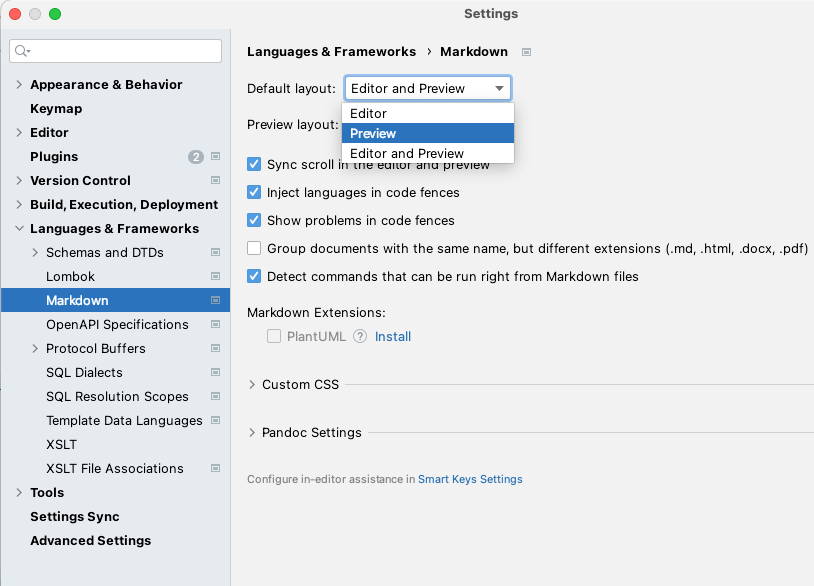 Settings
Appearance & Behavior
Keymap
Editor
Plugins 2
Version Control
Build, Execution, Deployment
Languages & Frameworks
Schemas and DTDs
Lombok
Markdown
OpenAPI Specifications
Protocol Buffers
SQL Dialects
SQL Resolution Scopes
Template Data Languages
XSLT
XSLT File Associations
Tools
Settings Sync
Advanced Settings
Languages & Frameworks › Markdown
Default layout: Editor and Preview
Editor
Preview layout: Preview
Editor and Preview
Sync scroll in the editor and preview
Inject languages in code fences
Show problems in code fences
Group documents with the same name, but different extensions (.md, .html, .docx, .pdf)
Detect commands that can be run right from Markdown files
Markdown Extensions:
PlantUML ? Install
Custom CSS
Pandoc Settings
Configure in-editor assistance in Smart Keys Settings